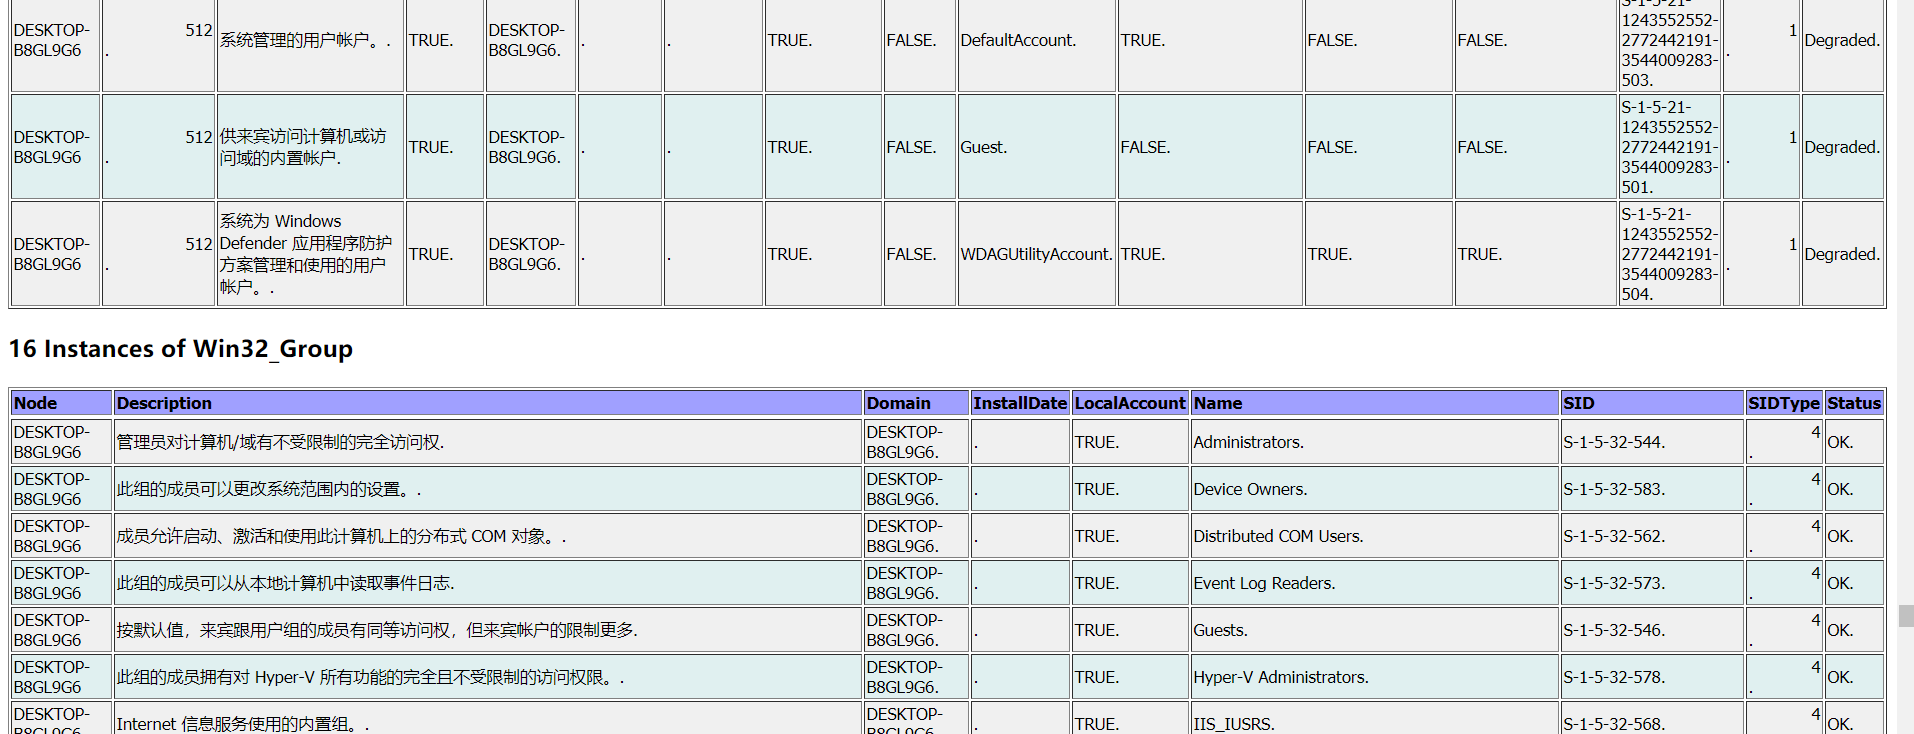 DESKTOP-B8GL9G6 512. 系统管理的用户帐户。. TRUE. DESKTOP-B8GL9G6. . . TRUE. FALSE. DefaultAccount. TRUE. FALSE. FALSE. S-1-5-21-1243552552-2772442191-3544009283-503. 1. Degraded.
DESKTOP-B8GL9G6 512. 供来宾访问计算机或访问域的内置帐户. TRUE. DESKTOP-B8GL9G6. . . TRUE. FALSE. Guest. FALSE. FALSE. FALSE. S-1-5-21-1243552552-2772442191-3544009283-501. 1. Degraded.
DESKTOP-B8GL9G6 512. 系统为 Windows Defender 应用程序防护方案管理和使用的用户帐户。. TRUE. DESKTOP-B8GL9G6. . . TRUE. FALSE. WDAGUtilityAccount. TRUE. TRUE. TRUE. S-1-5-21-1243552552-2772442191-3544009283-504. 1. Degraded.
16 Instances of Win32_Group
Node Description Domain InstallDate LocalAccount Name SID SIDType Status
DESKTOP-B8GL9G6 管理员对计算机/域有不受限制的完全访问权. DESKTOP-B8GL9G6. . TRUE. Administrators. S-1-5-32-544. 4. OK.
DESKTOP-B8GL9G6 此组的成员可以更改系统范围内的设置。. DESKTOP-B8GL9G6. . TRUE. Device Owners. S-1-5-32-583. 4. OK.
DESKTOP-B8GL9G6 成员允许启动、激活和使用此计算机上的分布式 COM 对象。. DESKTOP-B8GL9G6. . TRUE. Distributed COM Users. S-1-5-32-562. 4. OK.
DESKTOP-B8GL9G6 此组的成员可以从本地计算机中读取事件日志. DESKTOP-B8GL9G6. . TRUE. Event Log Readers. S-1-5-32-573. 4. OK.
DESKTOP-B8GL9G6 按默认值，来宾跟用户组的成员有同等访问权，但来宾帐户的限制更多. DESKTOP-B8GL9G6. . TRUE. Guests. S-1-5-32-546. 4. OK.
DESKTOP-B8GL9G6 此组的成员拥有对 Hyper-V 所有功能的完全且不受限制的访问权限。. DESKTOP-B8GL9G6. . TRUE. Hyper-V Administrators. S-1-5-32-578. 4. OK.
DESKTOP-B8GL9G6 Internet 信息服务使用的内置组。. DESKTOP-B8GL9G6. . TRUE. IIS_IUSRS. S-1-5-32-568. 4 OK.